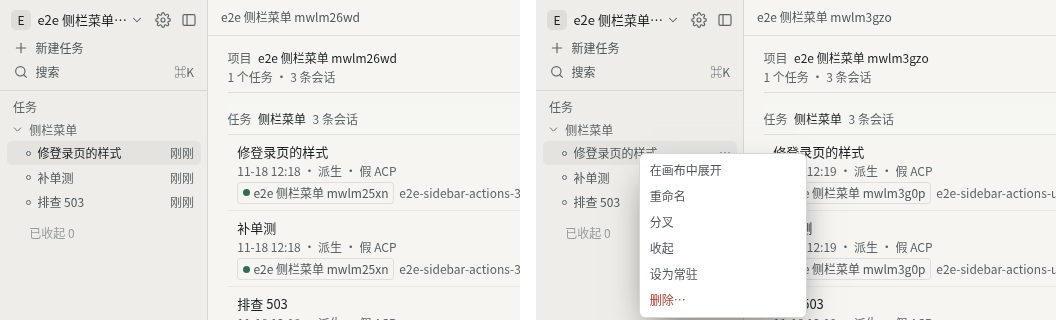 E e2e 侧栏菜单…
新建任务
搜索 ⌘K
任务
侧栏菜单
修登录页的样式 刚刚
补单测 刚刚
排查 503 刚刚
已收起 0
e2e 侧栏菜单 mwlm26wd
项目 e2e 侧栏菜单 mwlm26wd
1 个任务 · 3 条会话
任务 侧栏菜单 3 条会话
修登录页的样式
11-18 12:18 · 派生 · 假 ACP
e2e 侧栏菜单 mwlm25xn e2e-sidebar-actions-3
补单测
11-18 12:18 · 派生 · 假 ACP
e2e 侧栏菜单 mwlm25xn e2e-sidebar-actions-3
排查 503
E e2e 侧栏菜单…
新建任务
搜索 ⌘K
任务
侧栏菜单
修登录页的样式 …
补单测
排查 503
已收起 0
e2e 侧栏菜单 mwlm3gzo
项目 e2e 侧栏菜单 mwlm3gzo
1 个任务 · 3 条会话
任务 侧栏菜单 3 条会话
修登录页的样式
12:19 · 派生 · 假 ACP
侧栏菜单 mwlm3g0p e2e-sidebar-actions-u
12:19 · 派生 · 假 ACP
侧栏菜单 mwlm3g0p e2e-sidebar-actions-u
503
在画布中展开
重命名
分叉
收起
设为常驻
删除…